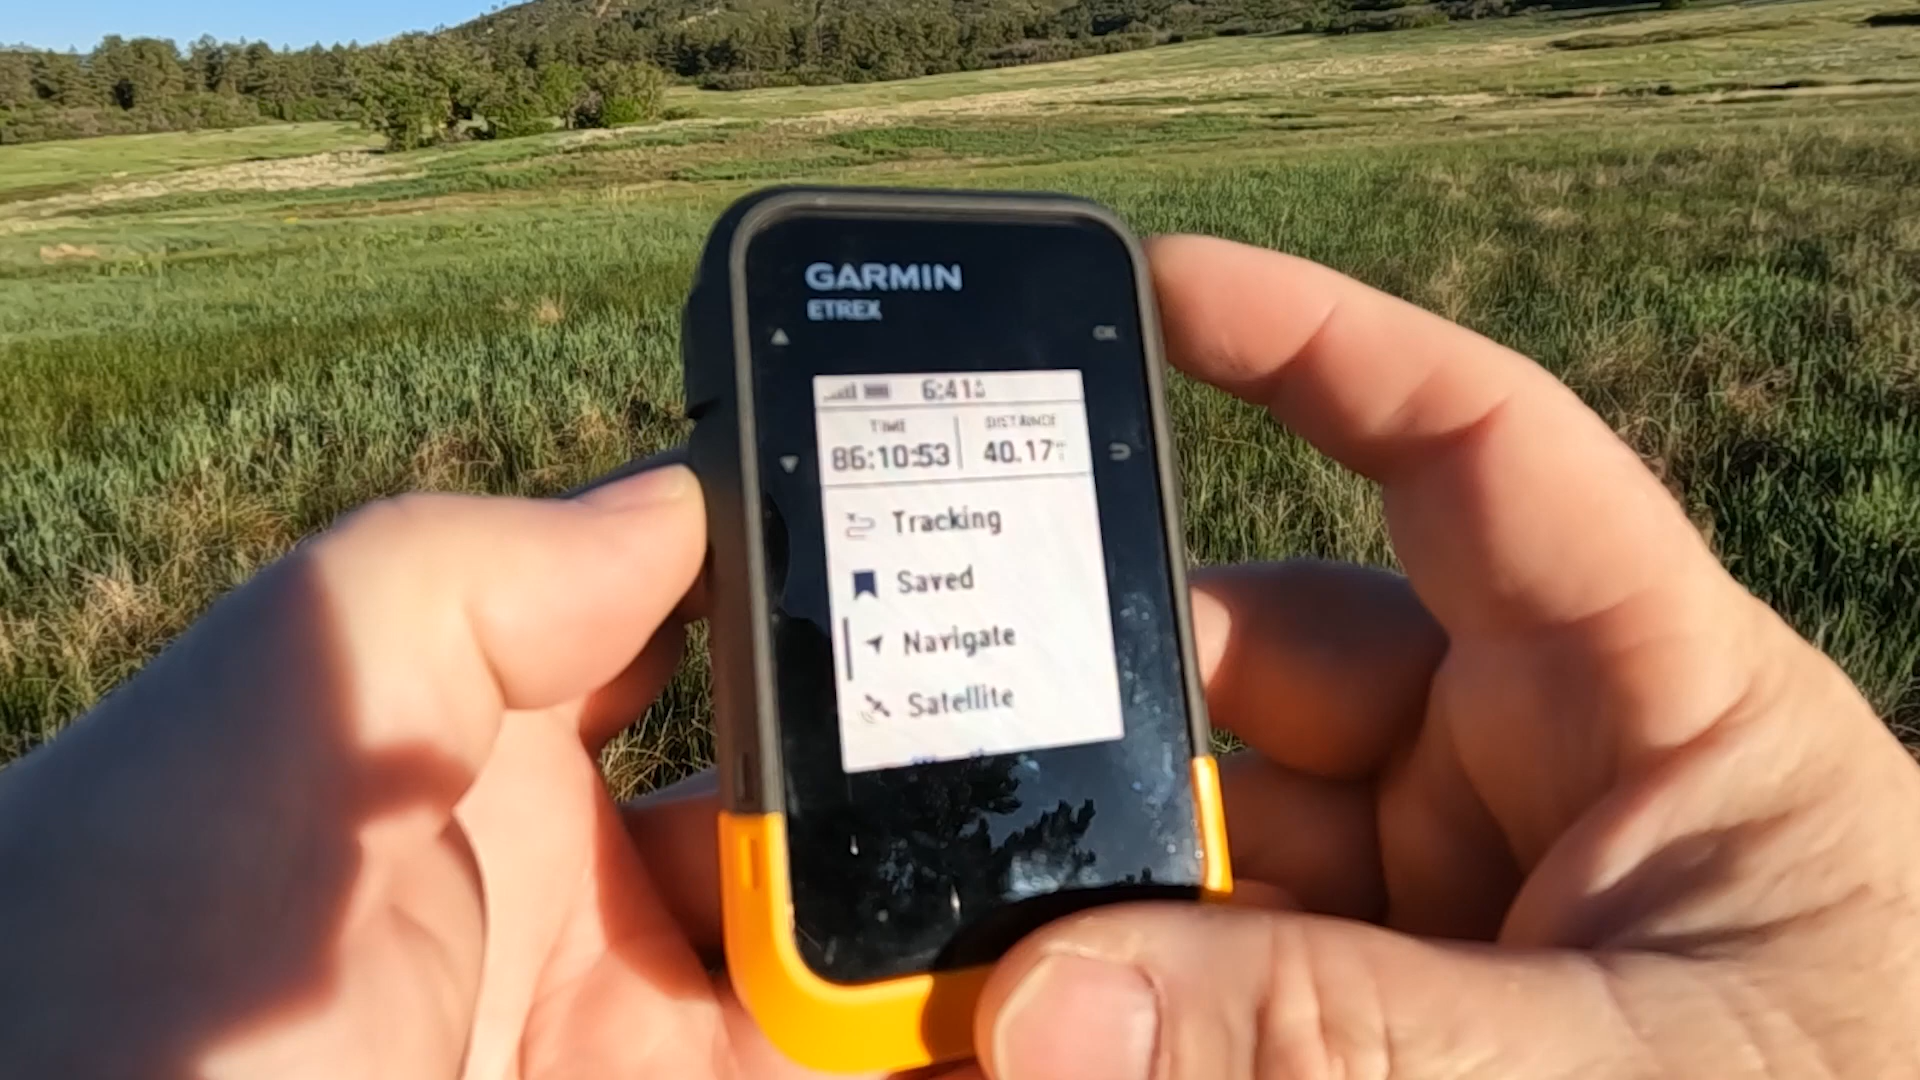 GARMIN
ETREX
OK
6:41
TIME DISTANCE
86:10:53 40.17
Tracking
Saved
Navigate
Satellite